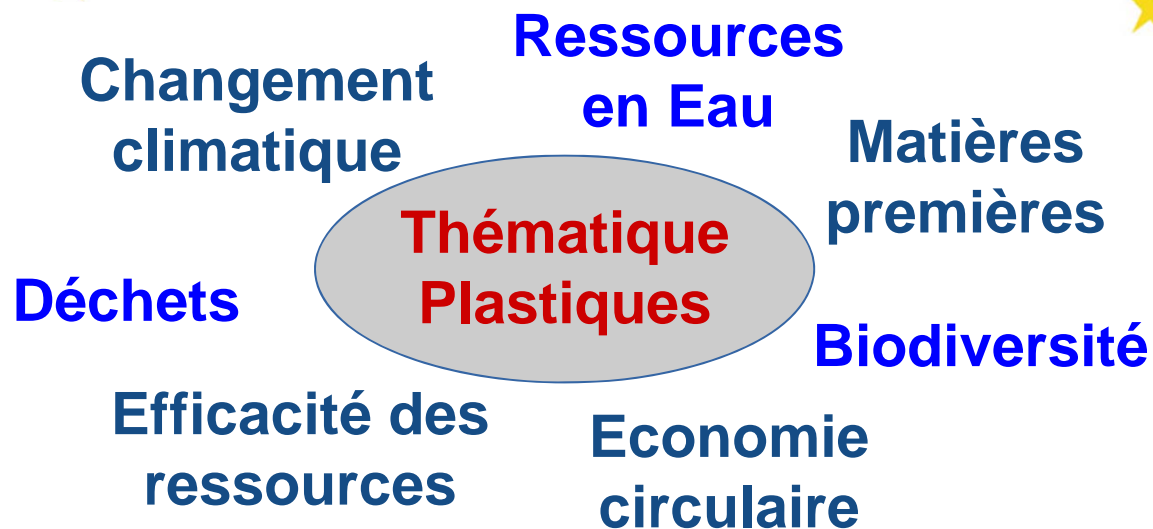 Ressources
en Eau
Changement
climatique
Matières
premières
Thématique
Plastiques
Déchets
Biodiversité
Efficacité des
ressources
Economie
circulaire